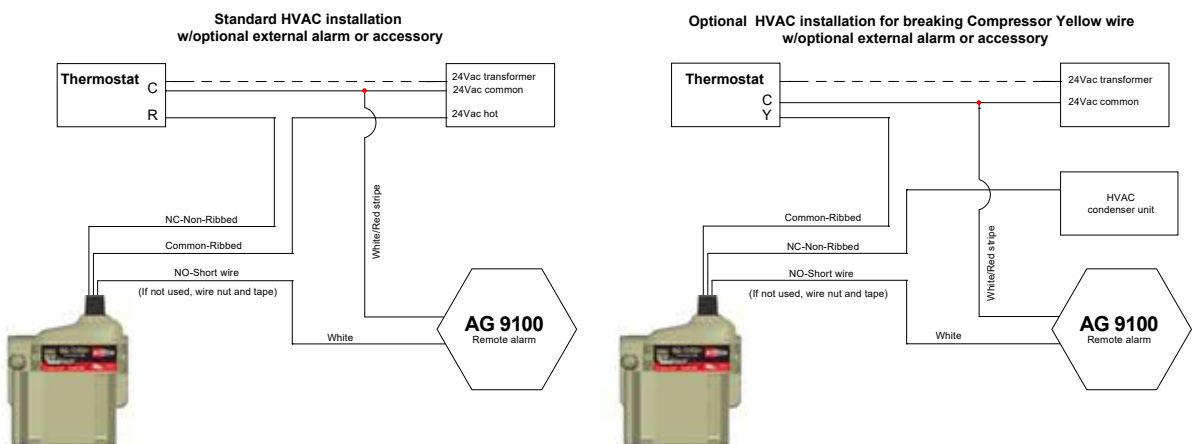 Standard HVAC installation
w/optional external alarm or accessory
Thermostat
C
R
24Vac transformer
24Vac common
24Vac hot
NC-Non-Ribbed
Common-Ribbed
NO-Short wire
(If not used, wire nut and tape)
White/Red stripe
White
AG 9100
Remote alarm
Optional HVAC installation for breaking Compressor Yellow wire
w/optional external alarm or accessory
Thermostat
C
Y
24Vac transformer
24Vac common
HVAC
condenser unit
Common-Ribbed
NC-Non-Ribbed
NO-Short wire
(If not used, wire nut and tape)
White/Red stripe
White
AG 9100
Remote alarm